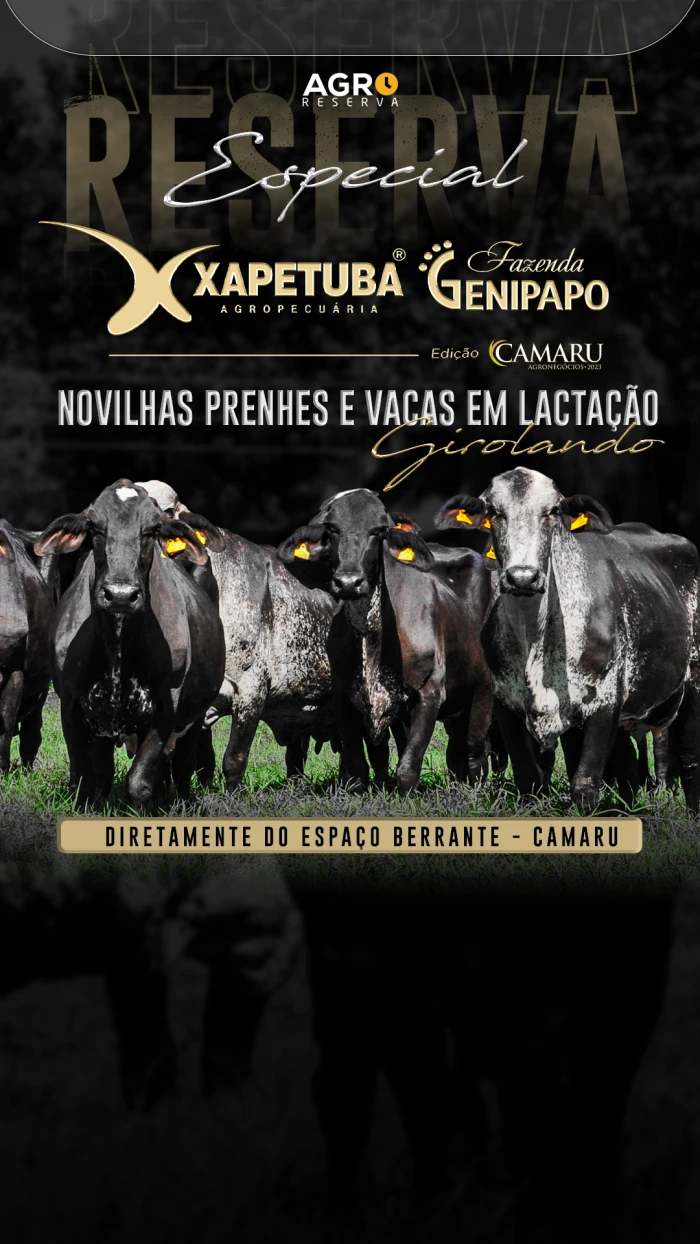 RESERVA
AGRO
RESERVA
RESERVA
Especial
XAPETUBA®
AGROPECUÁRIA
Fazenda
GENIPAPO
Edição CAMARU
AGRONEGÓCIOS•2023
NOVILHAS PRENHES E VACAS EM LACTAÇÃO
Girolando
DIRETAMENTE DO ESPAÇO BERRANTE - CAMARU